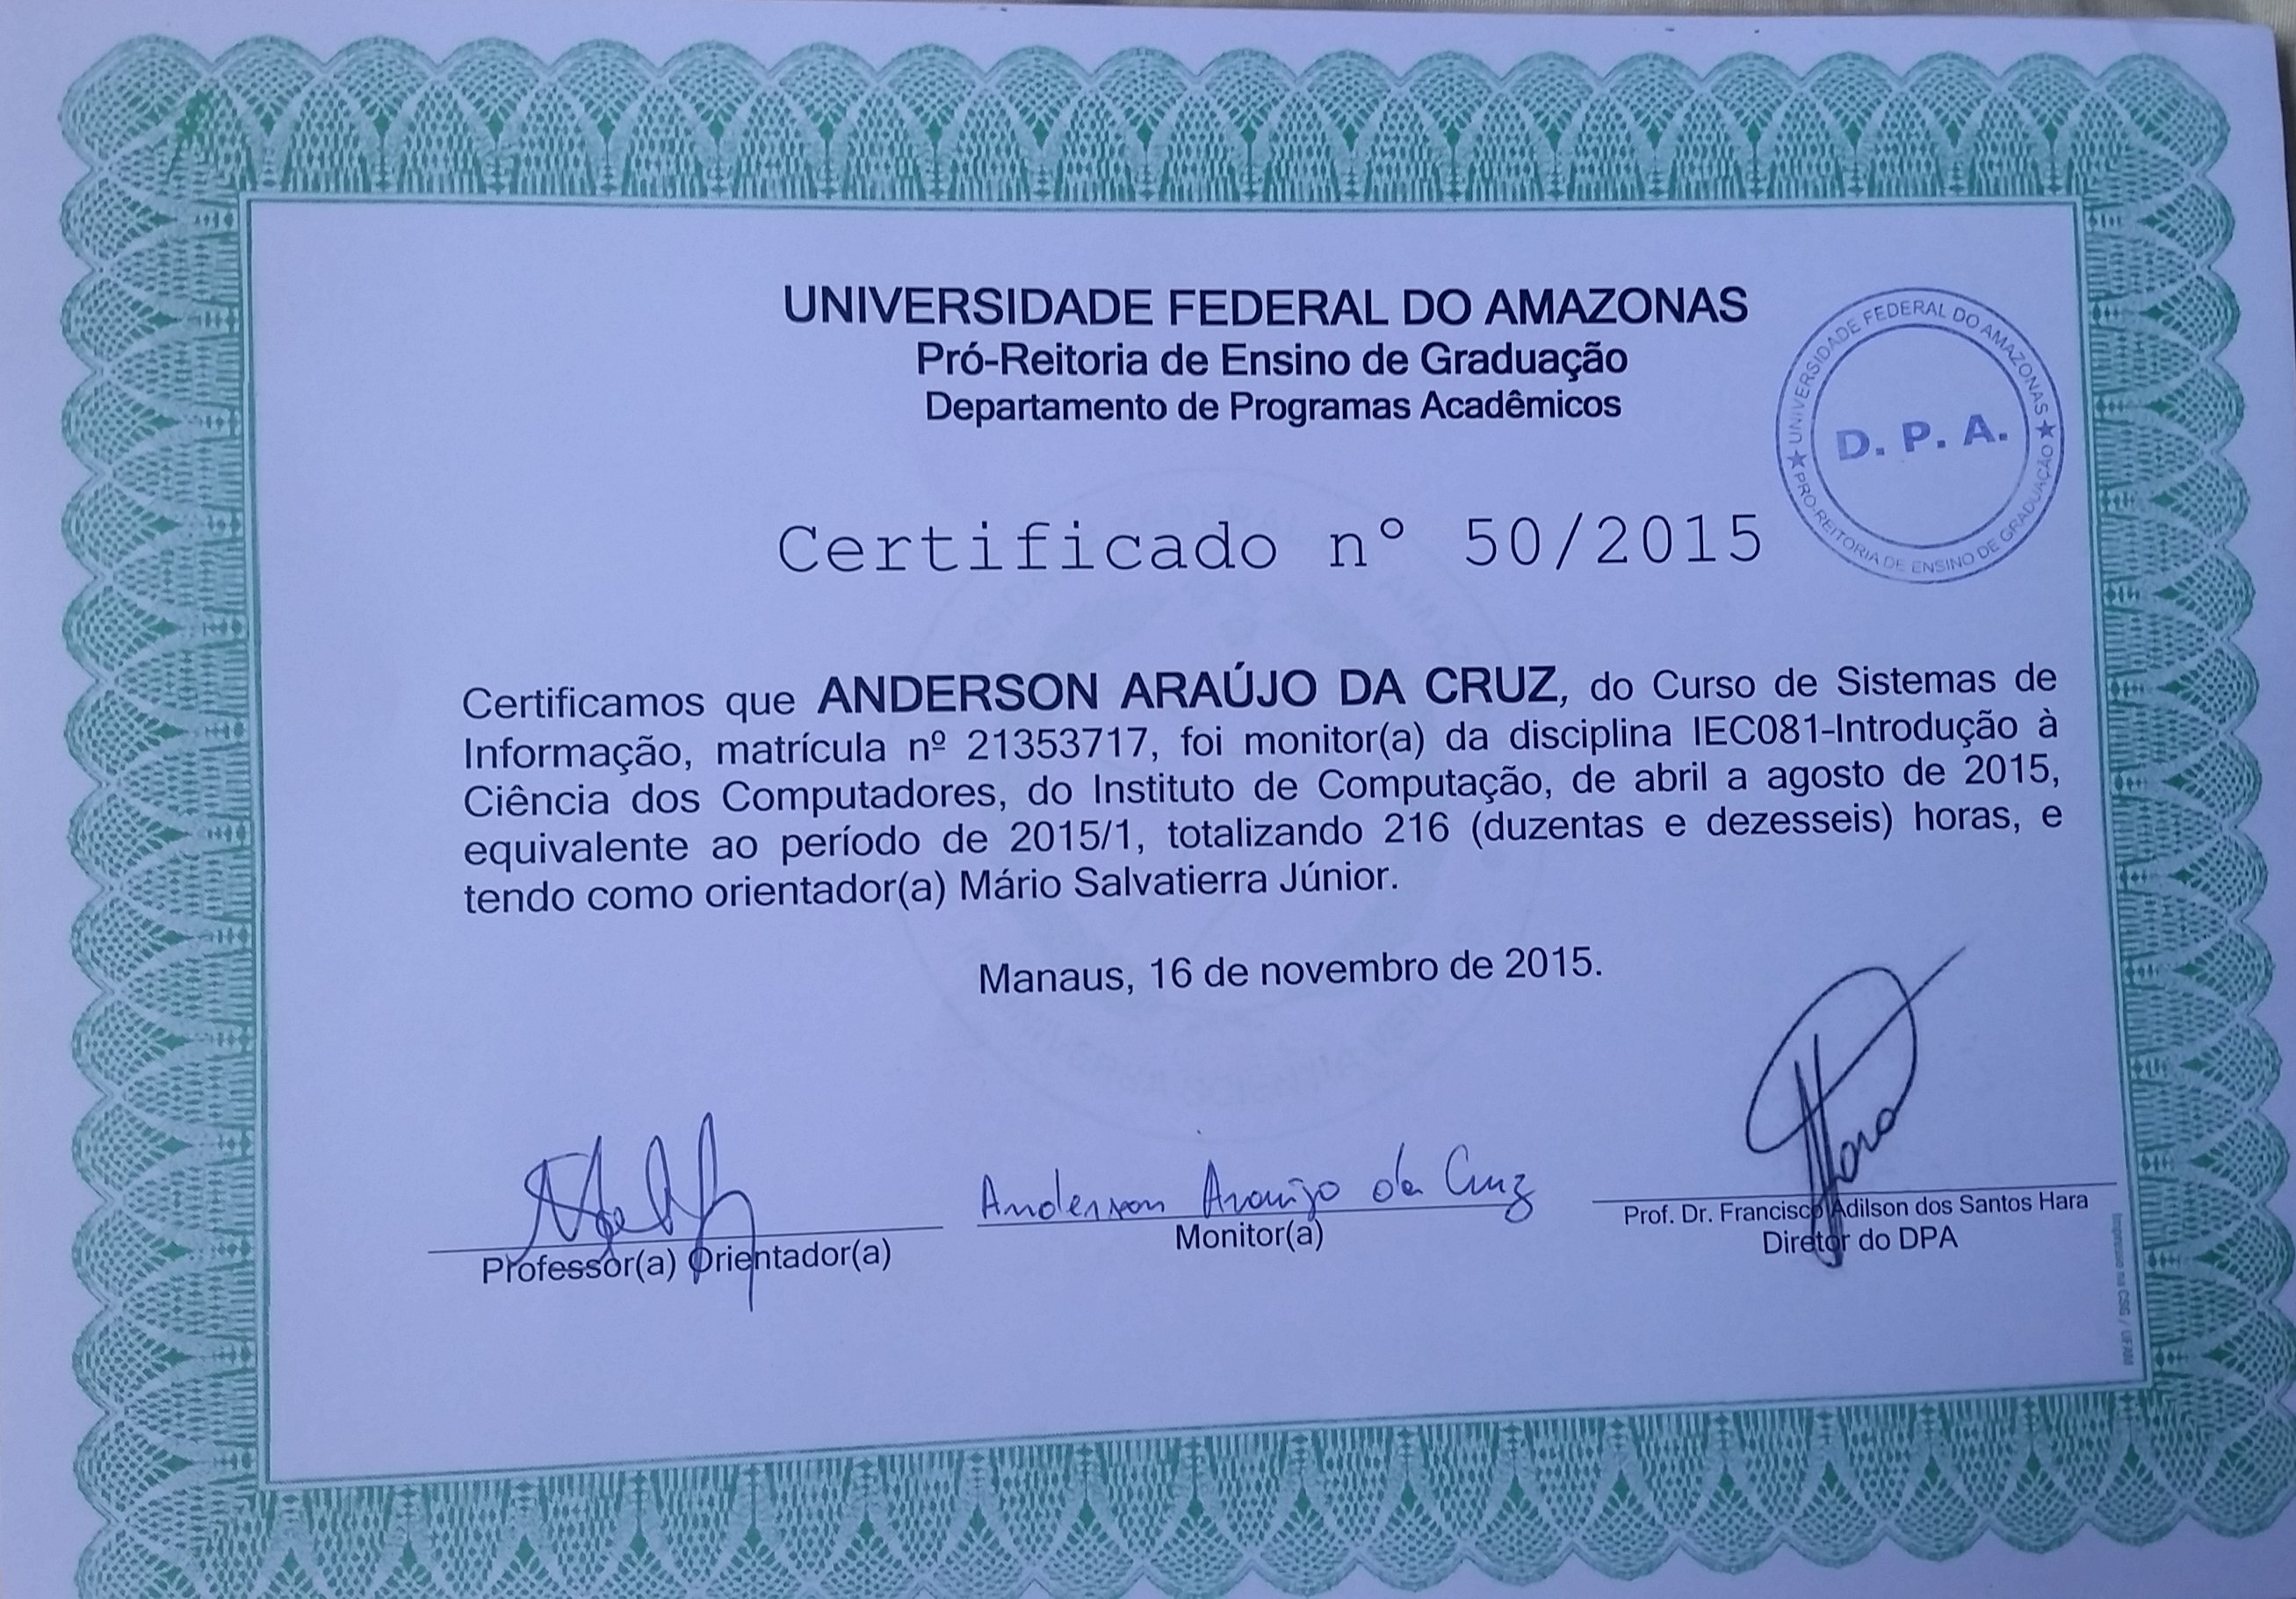 UNIVERSIDADE FEDERAL DO AMAZONAS
Pró-Reitoria de Ensino de Graduação
Departamento de Programas Acadêmicos
★ UNIVERSIDADE FEDERAL DO AMAZONAS ★
D. P. A.
PRÓ-REITORIA DE ENSINO DE GRADUAÇÃO
Certificado nº 50/2015
Certificamos que ANDERSON ARAÚJO DA CRUZ, do Curso de Sistemas de
Informação, matrícula nº 21353717, foi monitor(a) da disciplina IEC081-Introdução à
Ciência dos Computadores, do Instituto de Computação, de abril a agosto de 2015,
equivalente ao período de 2015/1, totalizando 216 (duzentas e dezesseis) horas, e
tendo como orientador(a) Mário Salvatierra Júnior.
Manaus, 16 de novembro de 2015.
Anderson Araújo da Cruz
Professor(a) Orientador(a)
Monitor(a)
Prof. Dr. Francisco Adilson dos Santos Hara
Diretor do DPA
Impresso na CSG / UFAM